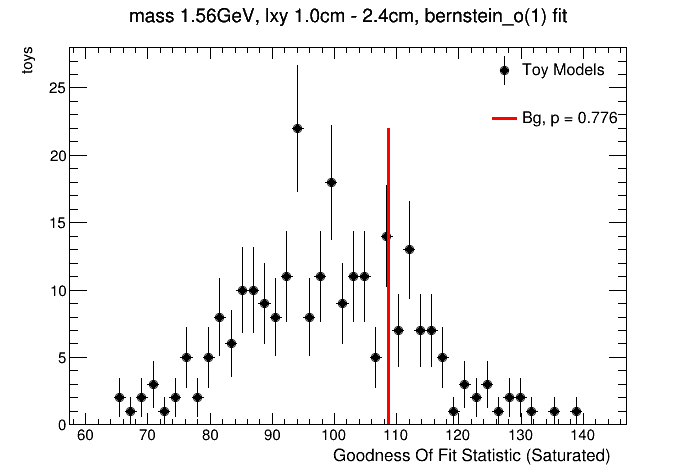 mass 1.56GeV, lxy 1.0cm - 2.4cm, bernstein_o(1) fit
toys
Toy Models
Bg, p = 0.776
25
20
15
10
5
0
60 70 80 90 100 110 120 130 140
Goodness Of Fit Statistic (Saturated)